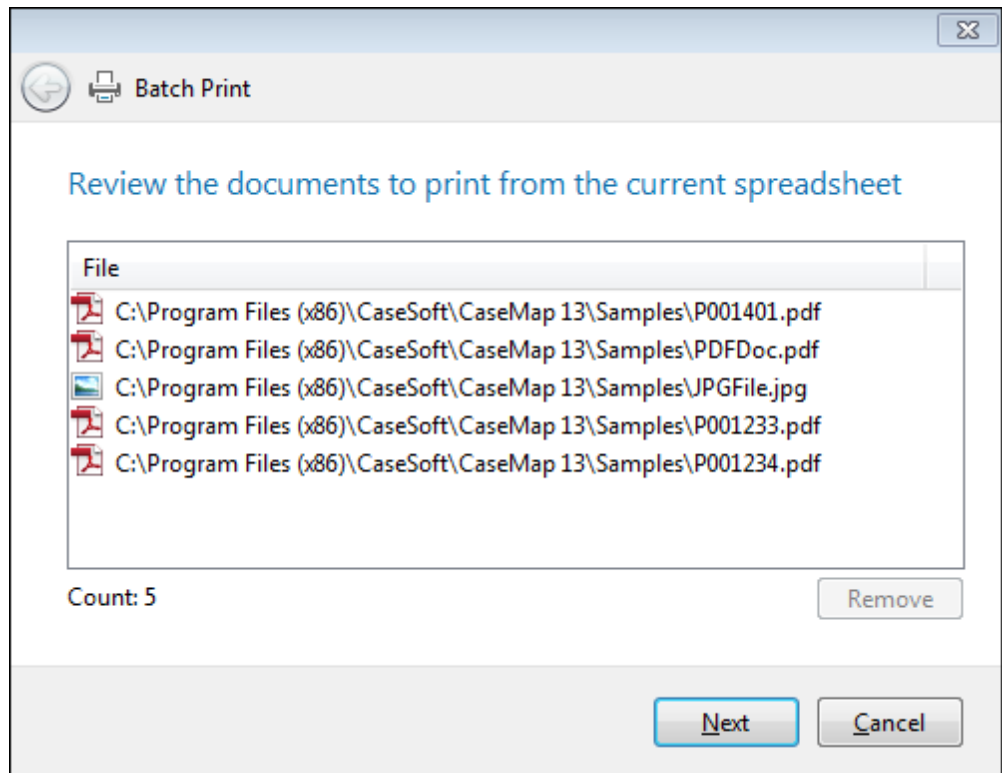 Batch Print
Review the documents to print from the current spreadsheet
File
C:\Program Files (x86)\CaseSoft\CaseMap 13\Samples\P001401.pdf
C:\Program Files (x86)\CaseSoft\CaseMap 13\Samples\PDFDoc.pdf
C:\Program Files (x86)\CaseSoft\CaseMap 13\Samples\JPGFile.jpg
C:\Program Files (x86)\CaseSoft\CaseMap 13\Samples\P001233.pdf
C:\Program Files (x86)\CaseSoft\CaseMap 13\Samples\P001234.pdf
Count: 5
Remove
Next
Cancel